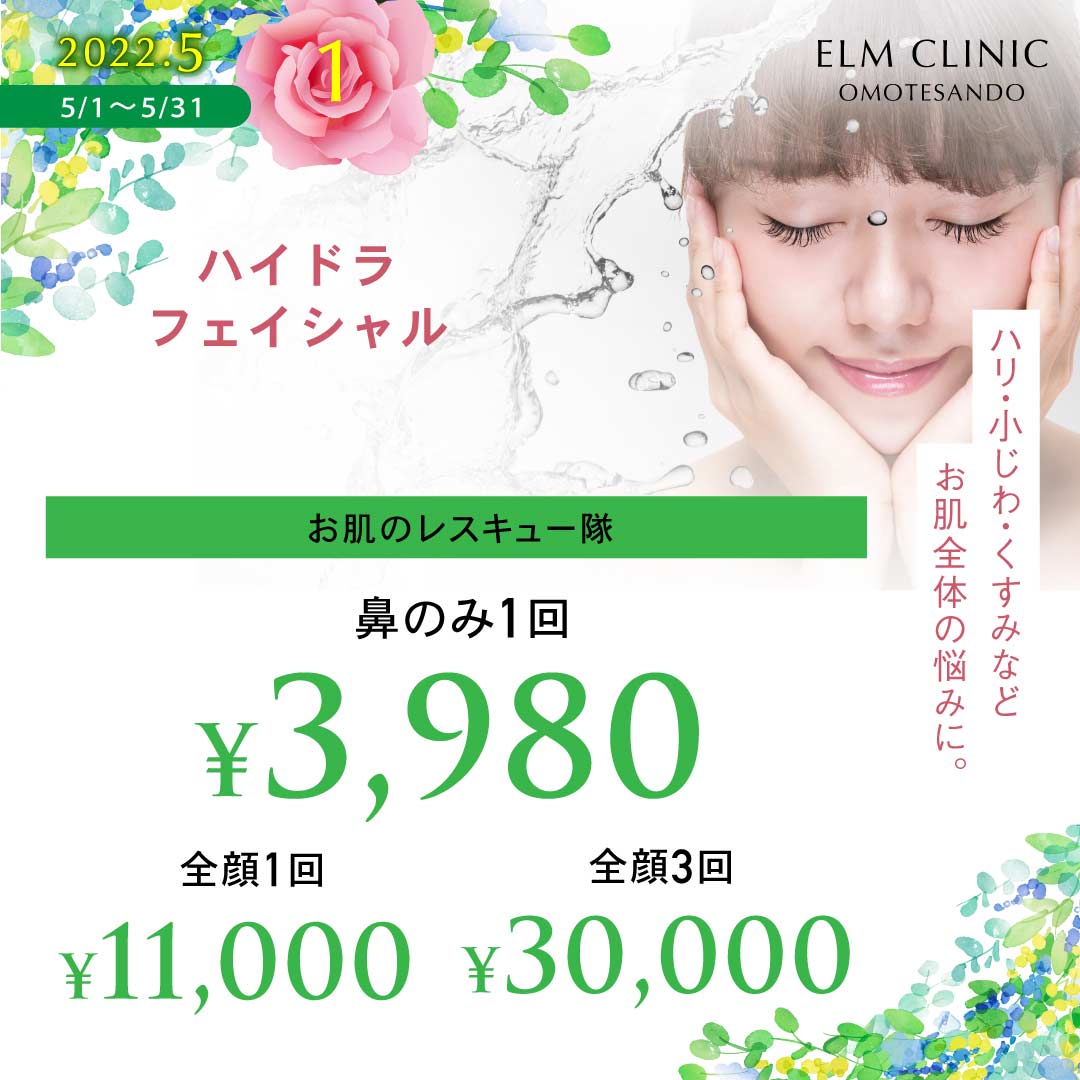 2022.5
5/1〜5/31
1
ELM CLINIC
OMOTESANDO
ハイドラ
フェイシャル
ハリ・小じわ・くすみなど
お肌全体の悩みに。
お肌のレスキュー隊
鼻のみ1回
¥3,980
全顔1回
¥11,000
全顔3回
¥30,000